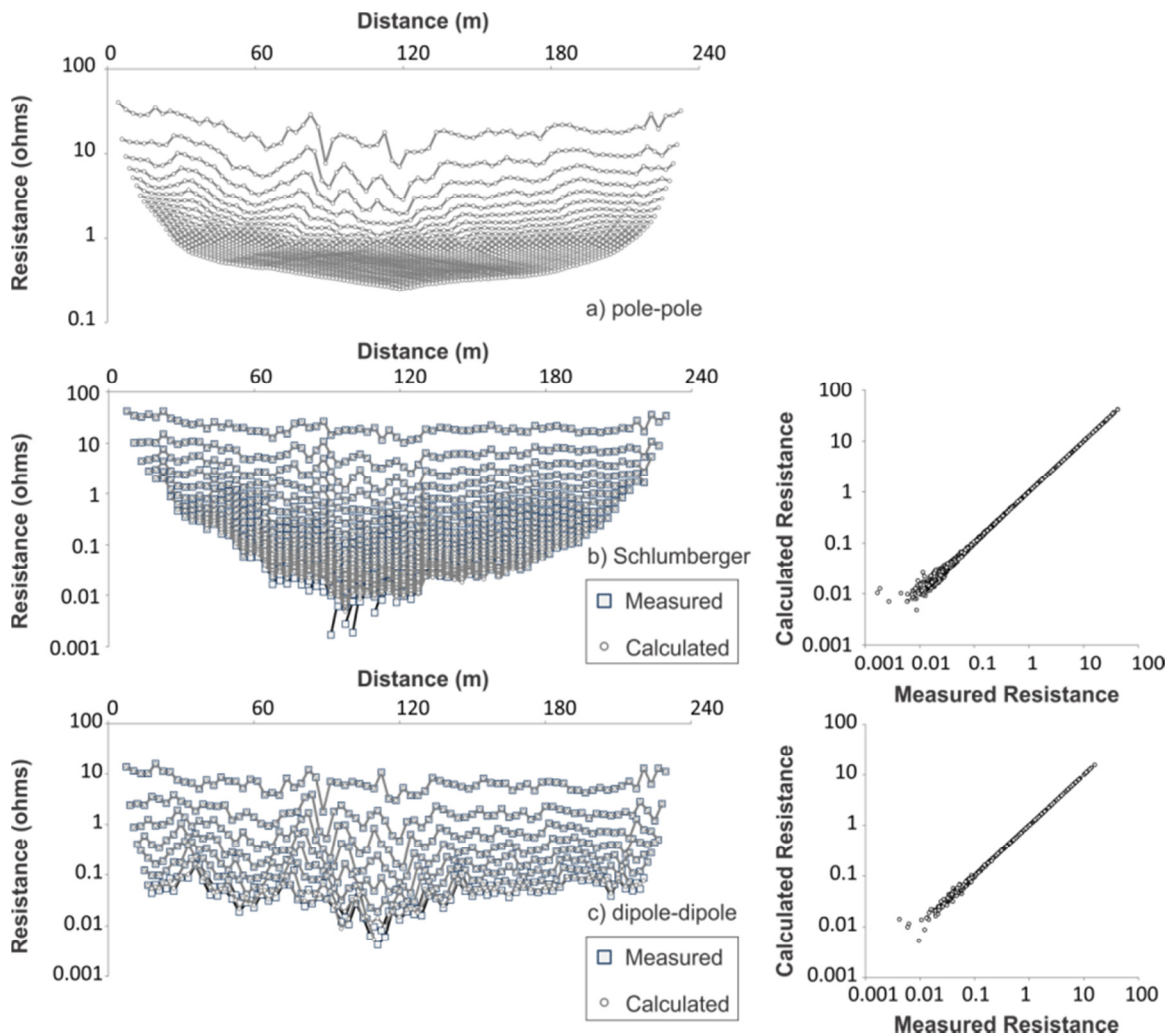 Distance (m)
0 60 120 180 240
100
10
1
0.1
Resistance (ohms)
a) pole-pole
Distance (m)
0 60 120 180 240
100
10
1
0.1
0.01
0.001
Resistance (ohms)
b) Schlumberger
Measured
Calculated
100
10
1
0.1
0.01
0.001
Calculated Resistance
0.001 0.01 0.1 1 10 100
Measured Resistance
Distance (m)
0 60 120 180 240
100
10
1
0.1
0.01
0.001
Resistance (ohms)
c) dipole-dipole
Measured
Calculated
100
10
1
0.1
0.01
0.001
Calculated Resistance
0.001 0.01 0.1 1 10 100
Measured Resistance